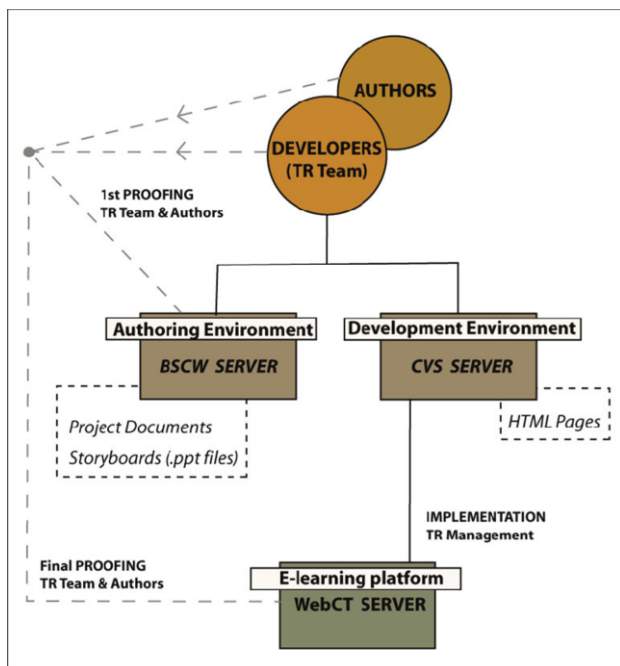 AUTHORS
DEVELOPERS
(TR Team)
1st PROOFING
TR Team & Authors
Authoring Environment
BSCW SERVER
Development Environment
CVS SERVER
Project Documents
Storyboards (.ppt files)
HTML Pages
IMPLEMENTATION
TR Management
Final PROOFING
TR Team & Authors
E-learning platform
WebCT SERVER